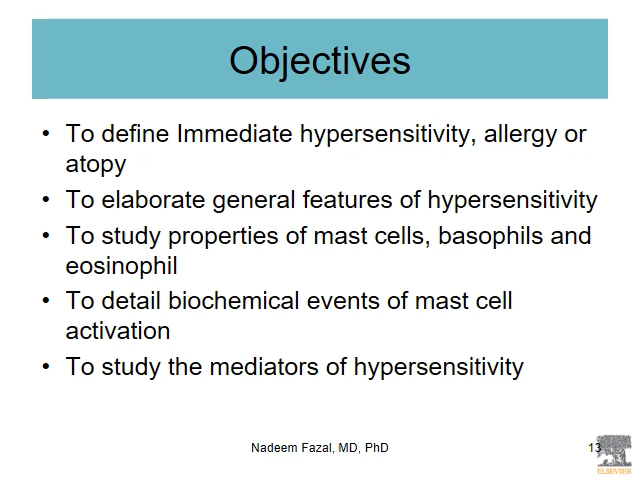 Objectives
• To define Immediate hypersensitivity, allergy or
atopy
• To elaborate general features of hypersensitivity
• To study properties of mast cells, basophils and
eosinophil
• To detail biochemical events of mast cell
activation
• To study the mediators of hypersensitivity
Nadeem Fazal, MD, PhD
13
ELSEVIER